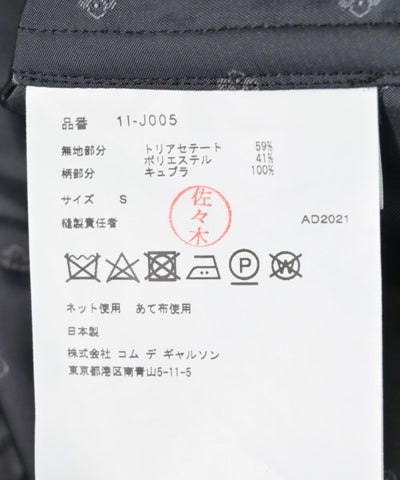 品番 1I-J005
無地部分 トリアセテート 59%
ポリエステル 41%
柄部分 キュプラ 100%
サイズ S
縫製責任者 佐々木 AD2021
P W
ネット使用 あて布使用
日本製
株式会社 コム デ ギャルソン
東京都港区南青山5-11-5